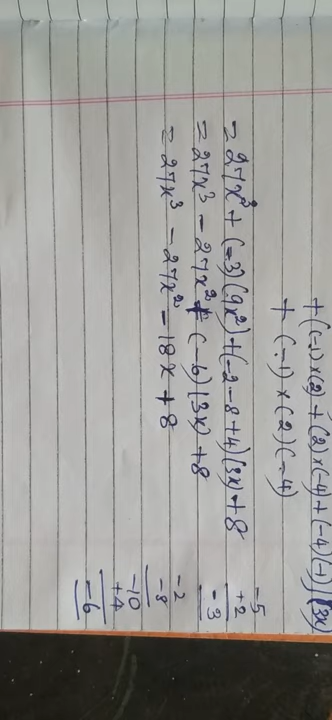 + (-1)×(2) + (2)×(-4) + (-4)(-1)](3x)
+ (-1)×(2)(-4)
= 27x² + (-3)(9x²) + (-2-8+4)(3x) + 8
= 27x³ - 27x² + (-6)(3x) + 8
= 27x³ - 27x² - 18x + 8
-5
+2
-3
-2
-8
-10
+4
-6